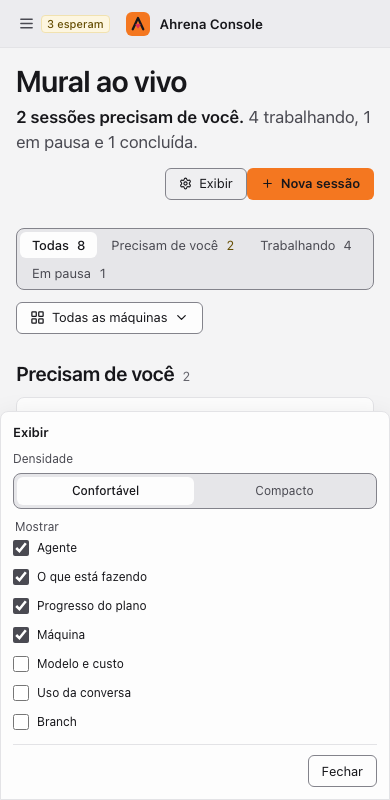 3 esperam
Ahrena Console
Mural ao vivo
2 sessões precisam de você. 4 trabalhando, 1
em pausa e 1 concluída.
Exibir
+ Nova sessão
Todas 8
Precisam de você 2
Trabalhando 4
Em pausa 1
Todas as máquinas
Precisam de você 2
Exibir
Densidade
Confortável
Compacto
Mostrar
Agente
O que está fazendo
Progresso do plano
Máquina
Modelo e custo
Uso da conversa
Branch
Fechar